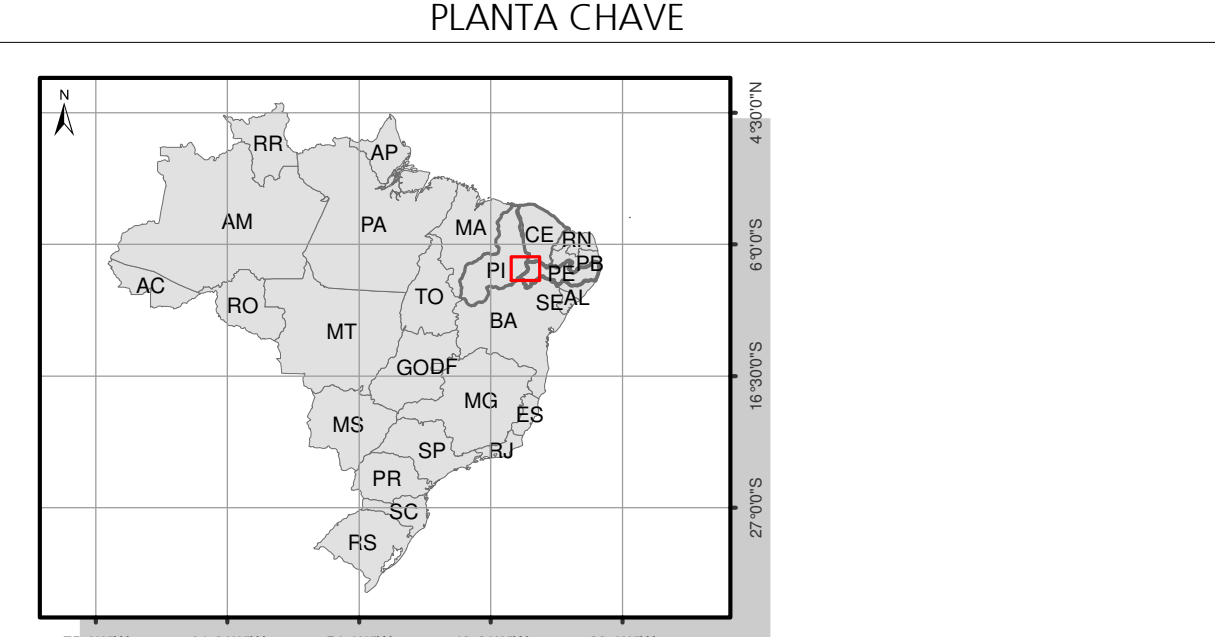 PLANTA CHAVE
N
4°30'0"N
RR
AP
AM
PA
MA
CE
RN
6°0'0"S
PI
PE
PB
AC
RO
TO
SE
AL
BA
MT
GO
DF
16°30'0"S
MG
MS
ES
SP
RJ
PR
27°0'0"S
SC
RS